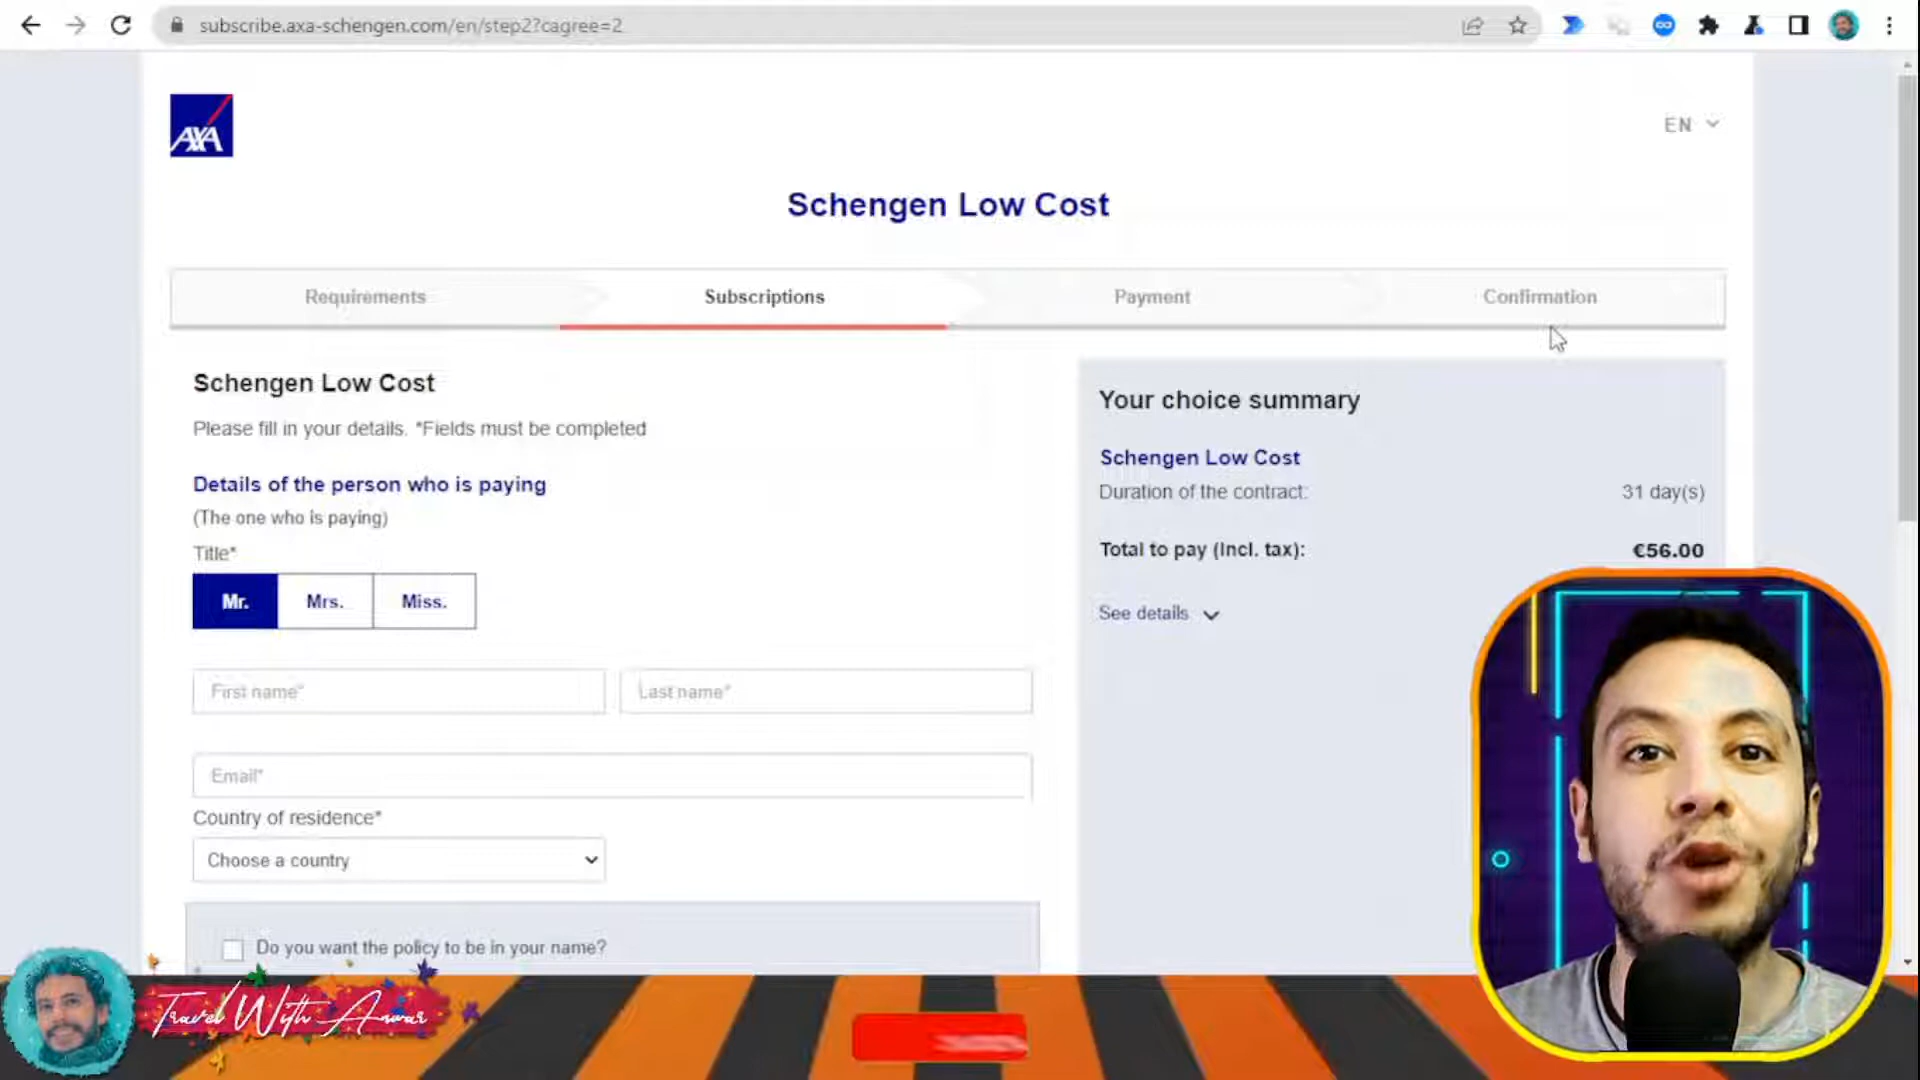 subscribe.axa-schengen.com/en/step2?cagree=2
AXA
EN
Schengen Low Cost
Requirements
Subscriptions
Payment
Confirmation
Schengen Low Cost
Please fill in your details. *Fields must be completed
Details of the person who is paying
(The one who is paying)
Title*
Mr.
Mrs.
Miss.
First name*
Last name*
Email*
Country of residence*
Choose a country
Do you want the policy to be in your name?
Your choice summary
Schengen Low Cost
Duration of the contract:
31 day(s)
Total to pay (incl. tax):
€56.00
See details
Travel With Anwar